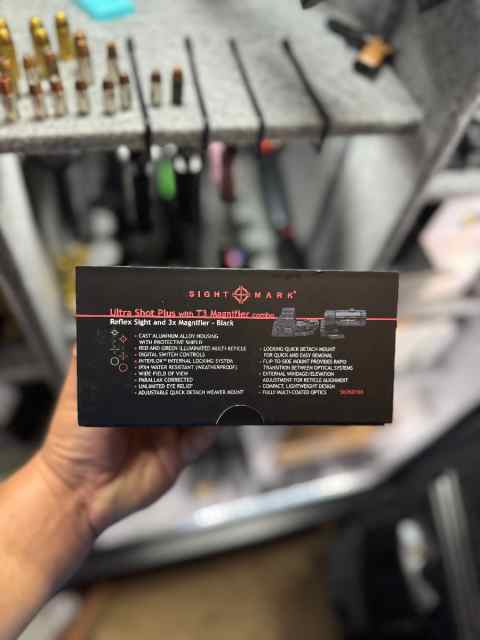 SIGHT MARK
Ultra Shot Plus with T3 Magnifier combo
Reflex Sight and 3x Magnifier - Black
• CAST ALUMINUM ALLOY HOUSING
WITH PROTECTIVE SHIELD
• RED AND GREEN ILLUMINATED MULTI-RETICLE
• DIGITAL SWITCH CONTROLS
• INTERLOK™ INTERNAL LOCKING SYSTEM
• IPX4 WATER RESISTANT (WEATHERPROOF)
• WIDE FIELD OF VIEW
• PARALLAX CORRECTED
• UNLIMITED EYE RELIEF
• ADJUSTABLE QUICK DETACH WEAVER MOUNT
• LOCKING QUICK DETACH MOUNT
FOR QUICK AND EASY REMOVAL
• FLIP-TO-SIDE MOUNT PROVIDES RAPID
TRANSITION BETWEEN OPTICAL SYSTEMS
• EXTERNAL WINDAGE/ELEVATION
ADJUSTMENT FOR RETICLE ALIGNMENT
• COMPACT, LIGHTWEIGHT DESIGN
• FULLY MULTI-COATED OPTICS